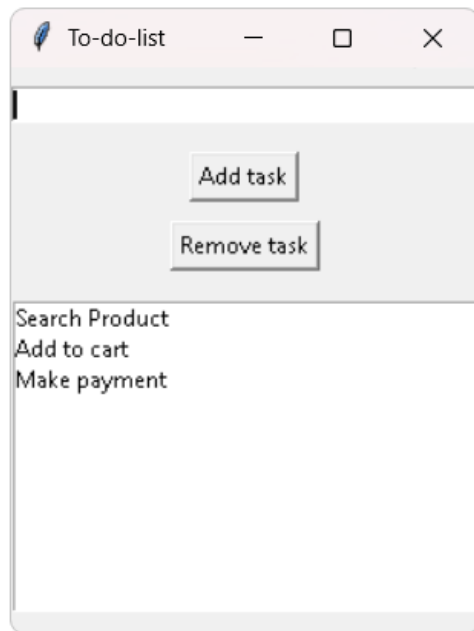 To-do-list
Add task
Remove task
Search Product
Add to cart
Make payment